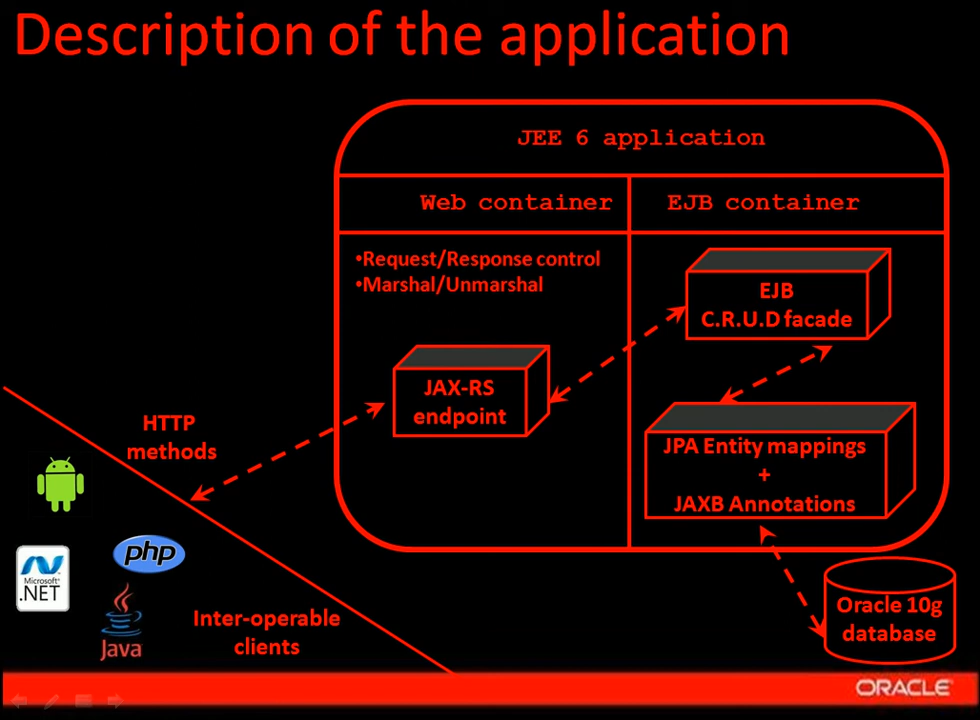 Description of the application
JEE 6 application
Web container
EJB container
•Request/Response control
•Marshal/Unmarshal
EJB
C.R.U.D facade
JAX-RS
endpoint
HTTP
methods
JPA Entity mappings
+
JAXB Annotations
php
Microsoft
.NET
Java
Inter-operable
clients
Oracle 10g
database
ORACLE